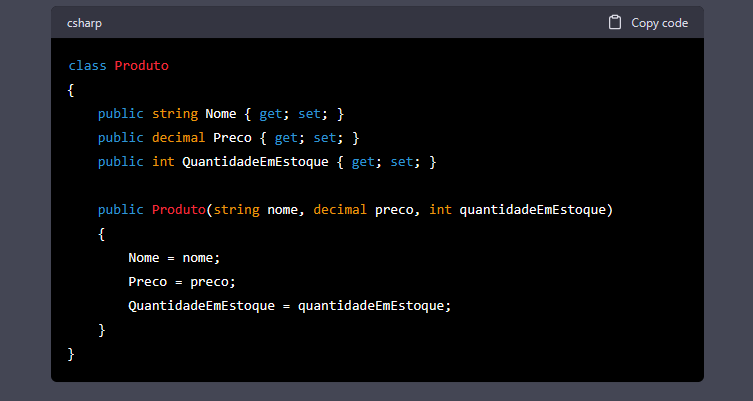 csharp Copy code
class Produto
{
    public string Nome { get; set; }
    public decimal Preco { get; set; }
    public int QuantidadeEmEstoque { get; set; }

    public Produto(string nome, decimal preco, int quantidadeEmEstoque)
    {
        Nome = nome;
        Preco = preco;
        QuantidadeEmEstoque = quantidadeEmEstoque;
    }
}